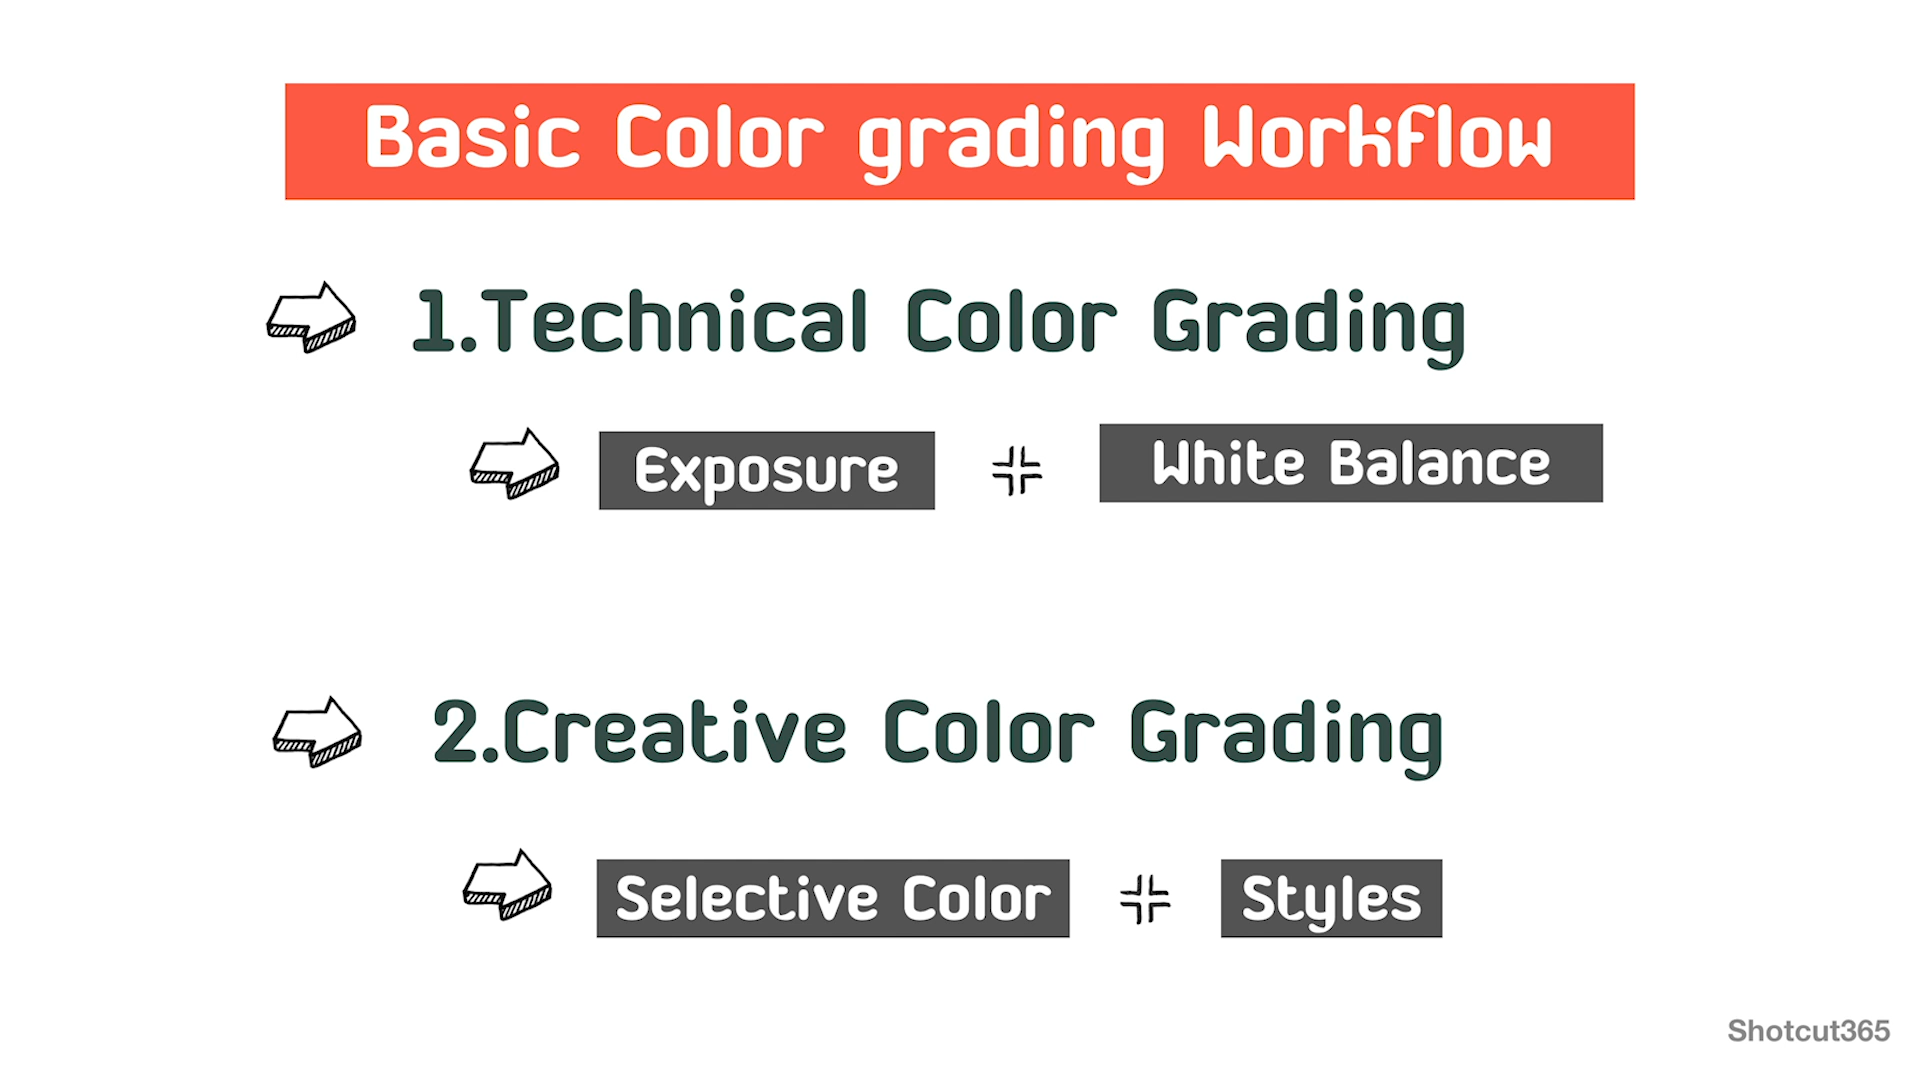 Basic Color grading Workflow
1.Technical Color Grading
Exposure + White Balance
2.Creative Color Grading
Selective Color + Styles
Shotcut365